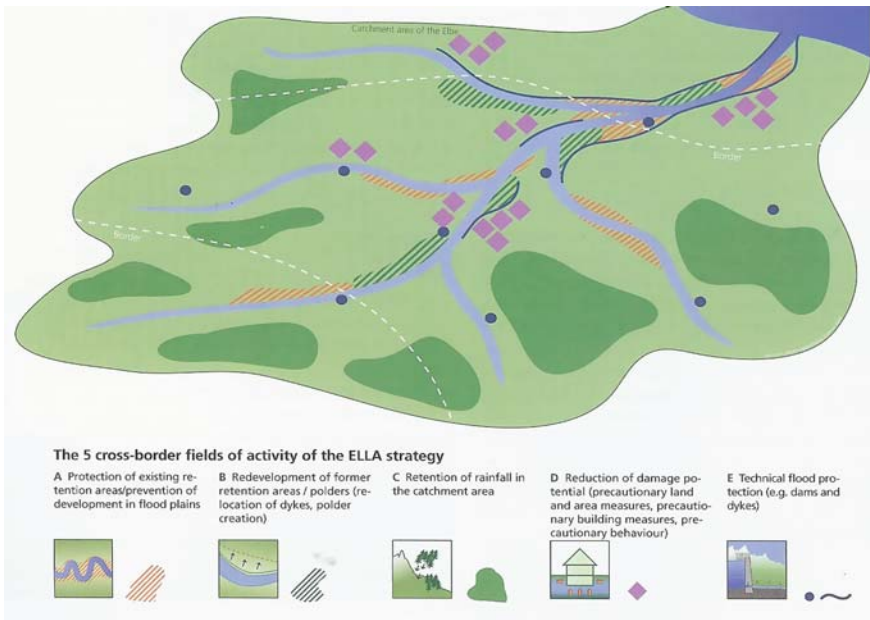 Catchment area of the Elbe
Border
Border
The 5 cross-border fields of activity of the ELLA strategy
A Protection of existing re-
tention areas/prevention of
development in flood plains
B Redevelopment of former
retention areas / polders (re-
location of dykes, polder
creation)
C Retention of rainfall in
the catchment area
D Reduction of damage po-
tential (precautionary land
and area measures, precautio-
nary building measures, pre-
cautionary behaviour)
E Technical flood pro-
tection (e.g. dams and
dykes)